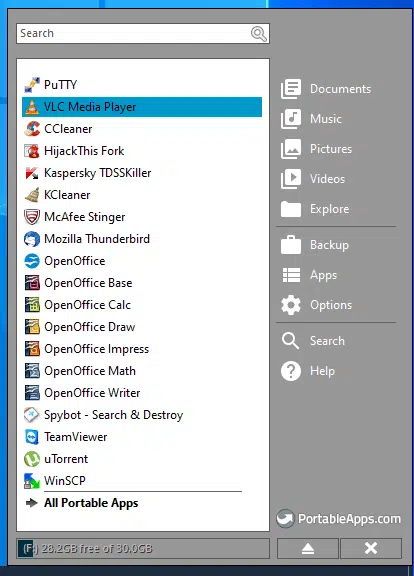 Search
PuTTY
VLC Media Player
CCleaner
HijackThis Fork
Kaspersky TDSSKiller
KCleaner
McAfee Stinger
Mozilla Thunderbird
OpenOffice
OpenOffice Base
OpenOffice Calc
OpenOffice Draw
OpenOffice Impress
OpenOffice Math
OpenOffice Writer
Spybot - Search & Destroy
TeamViewer
uTorrent
WinSCP
All Portable Apps
(F:) 28.2GB free of 30.0GB
Documents
Music
Pictures
Videos
Explore
Backup
Apps
Options
Search
Help
PortableApps.com